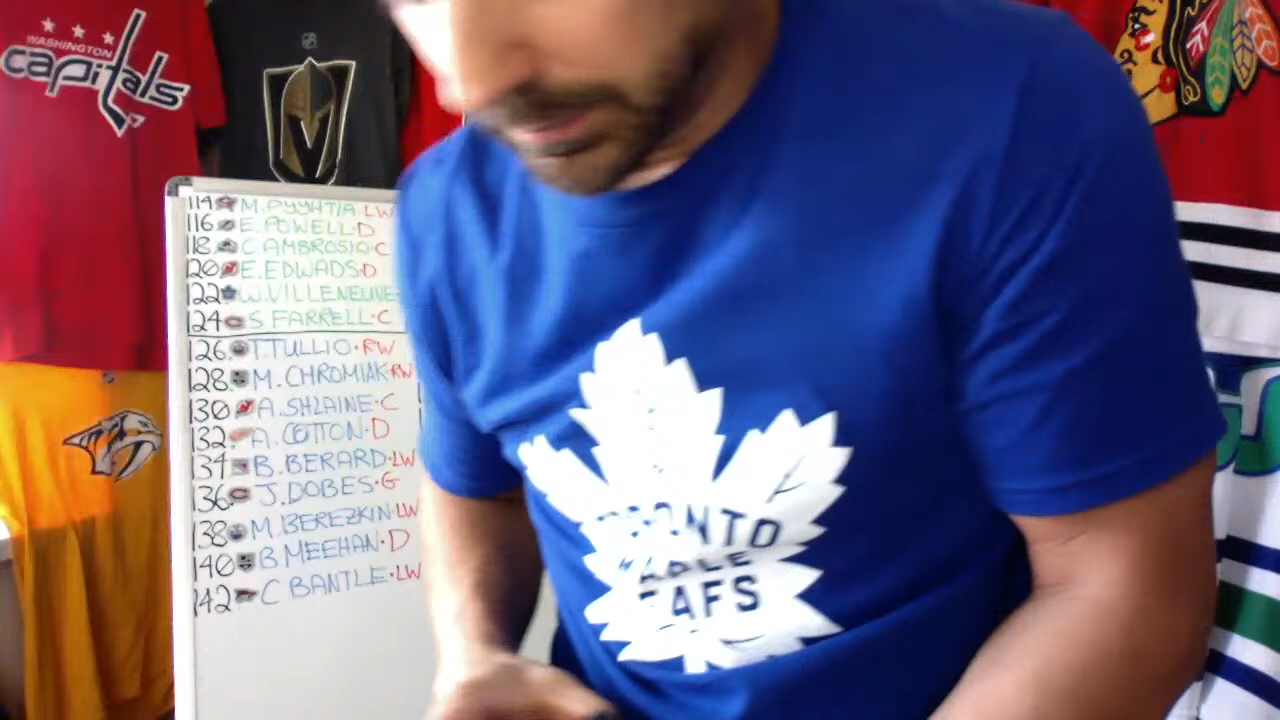 WASHINGTON
capitals
114 M. PYYHTIA LW
116 E. POWELL·D
118. C. AMBROSIO·C
120 E. EDWADS·D
122 W. VILLENEUVE
124 S FARRELL·C
126. T. TULLIO·RW
128. M. CHROMIAK·RW
130 A. SHLAINE·C
132. A. COTTON·D
134 B. BERARD·LW
136 J. DOBES·G
138 M. BEREZKIN·LW
140 B MEEHAN·D
142 C BANTLE·LW
TORONTO
MAPLE
LEAFS